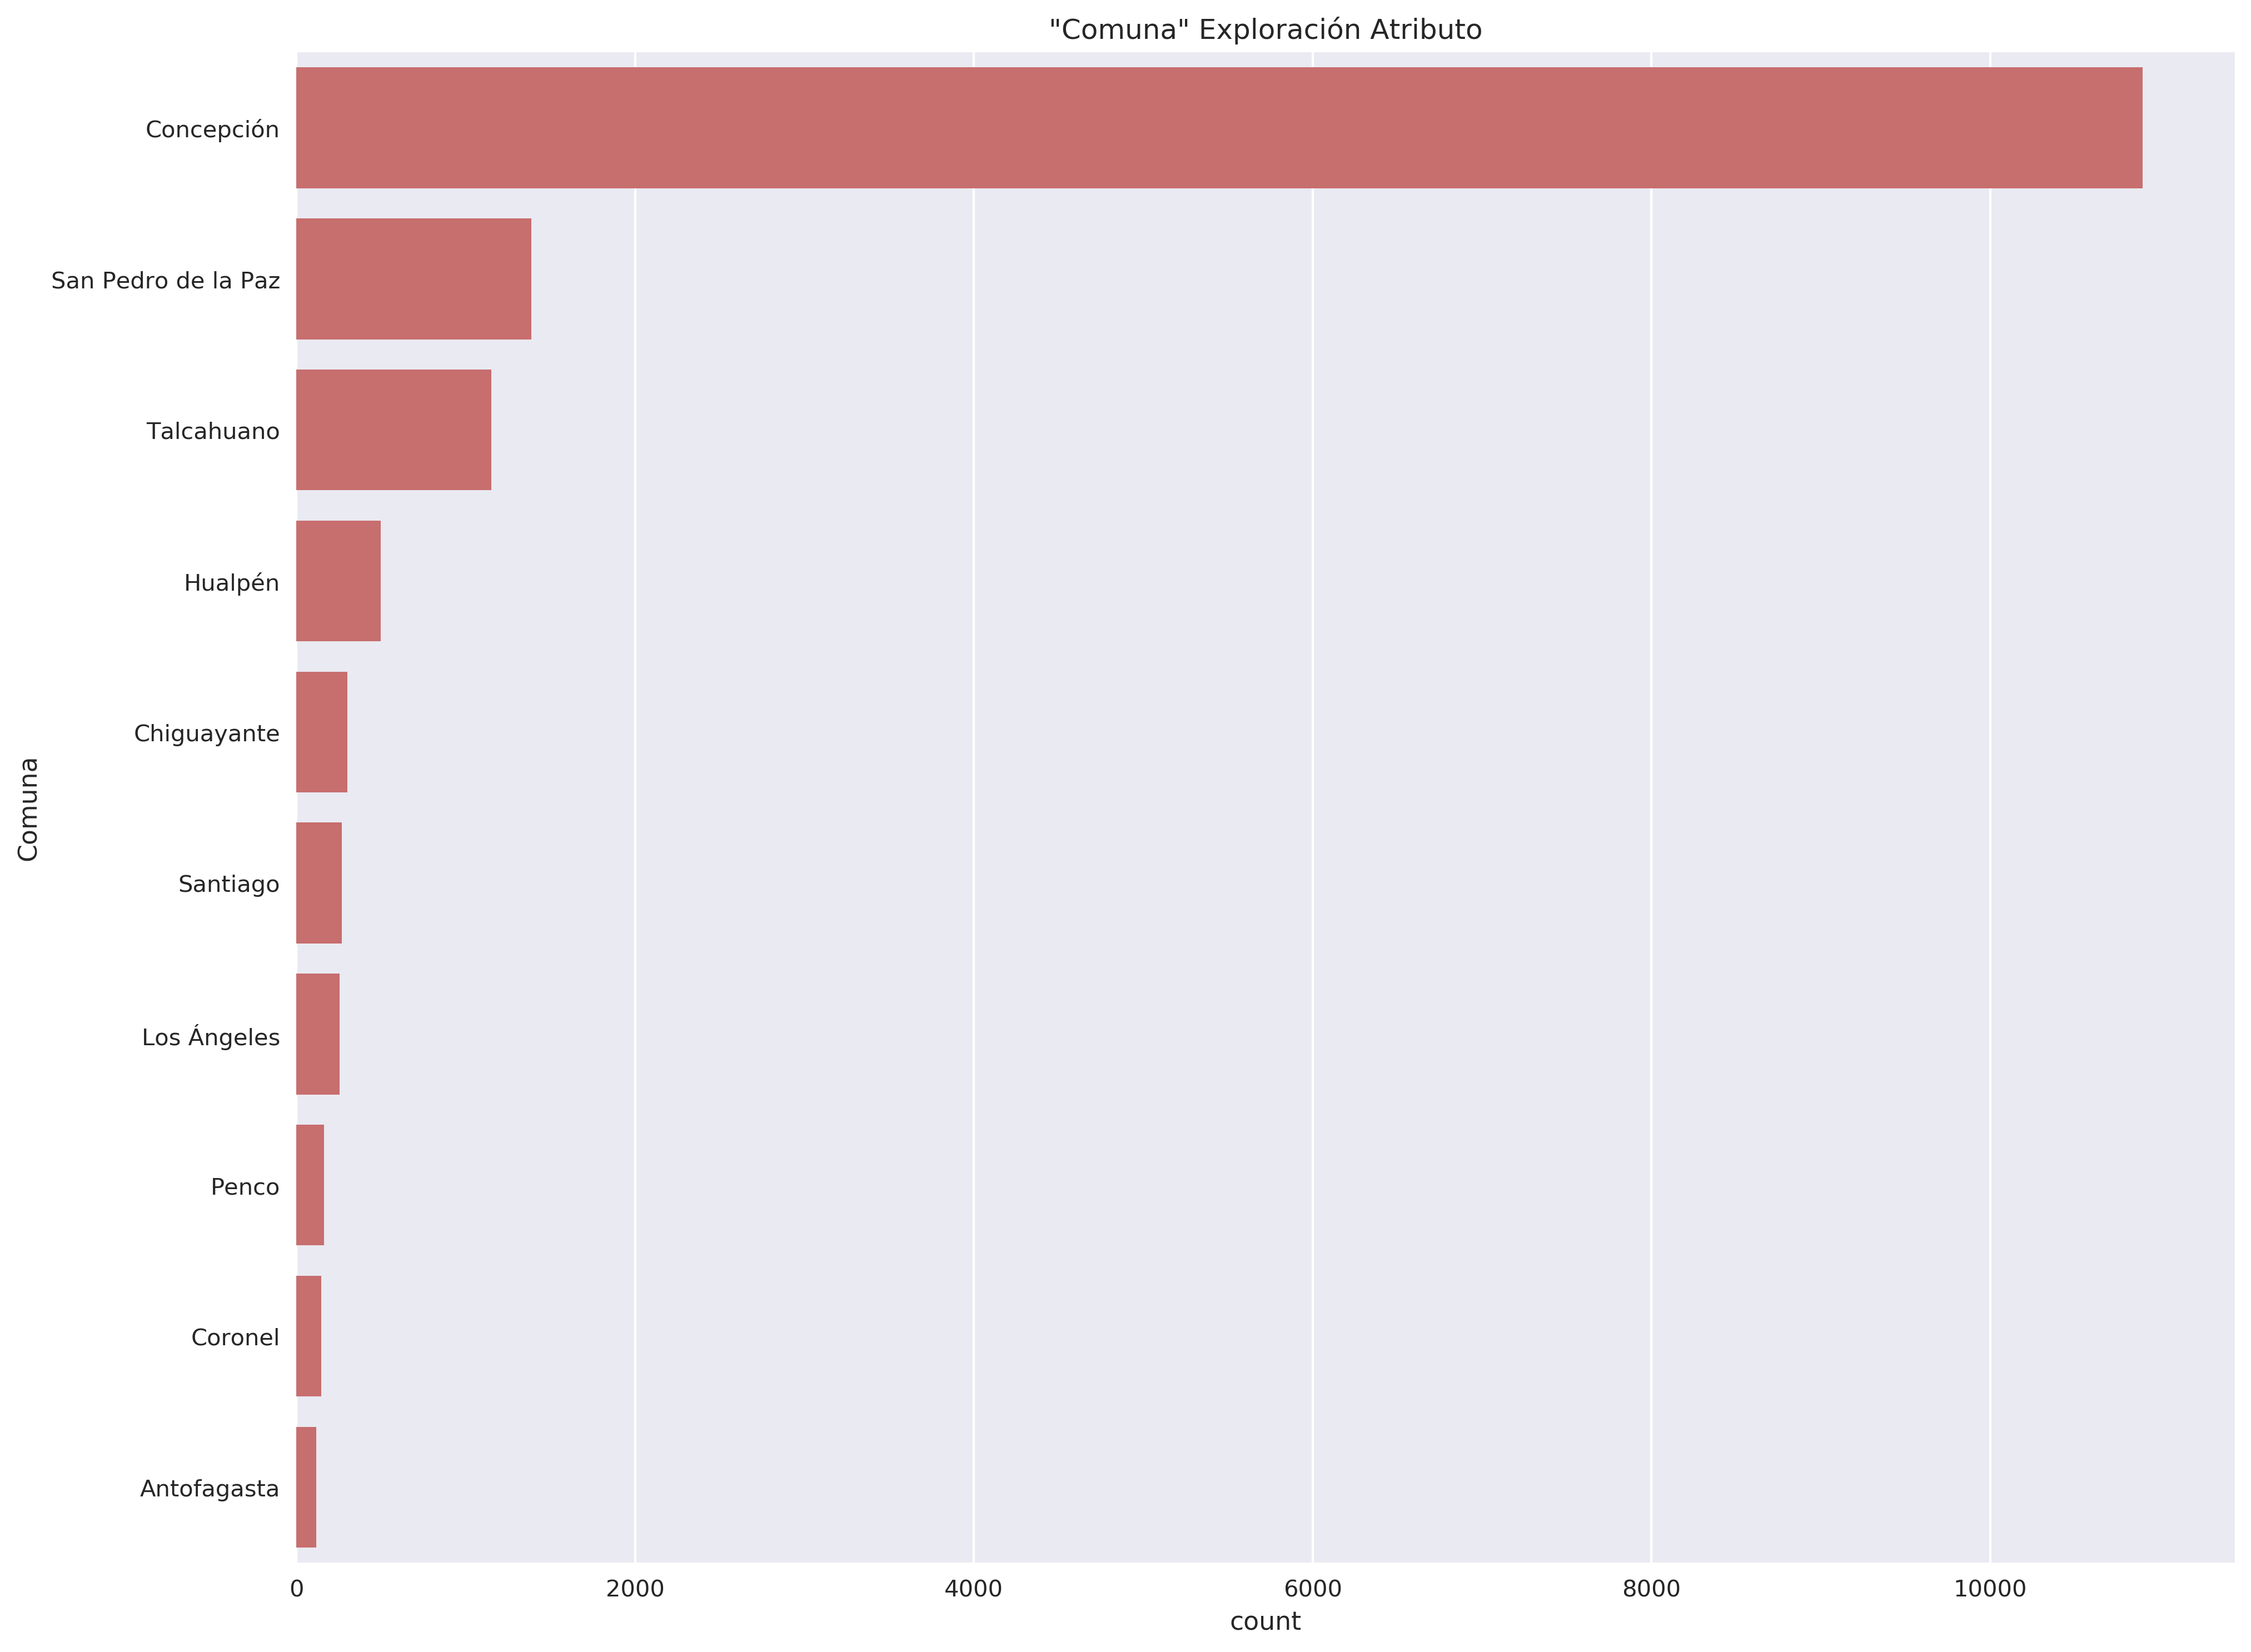 "Comuna" Exploración Atributo
Concepción
San Pedro de la Paz
Talcahuano
Hualpén
Chiguayante
Santiago
Los Ángeles
Penco
Coronel
Antofagasta
Comuna
0 2000 4000 6000 8000 10000
count